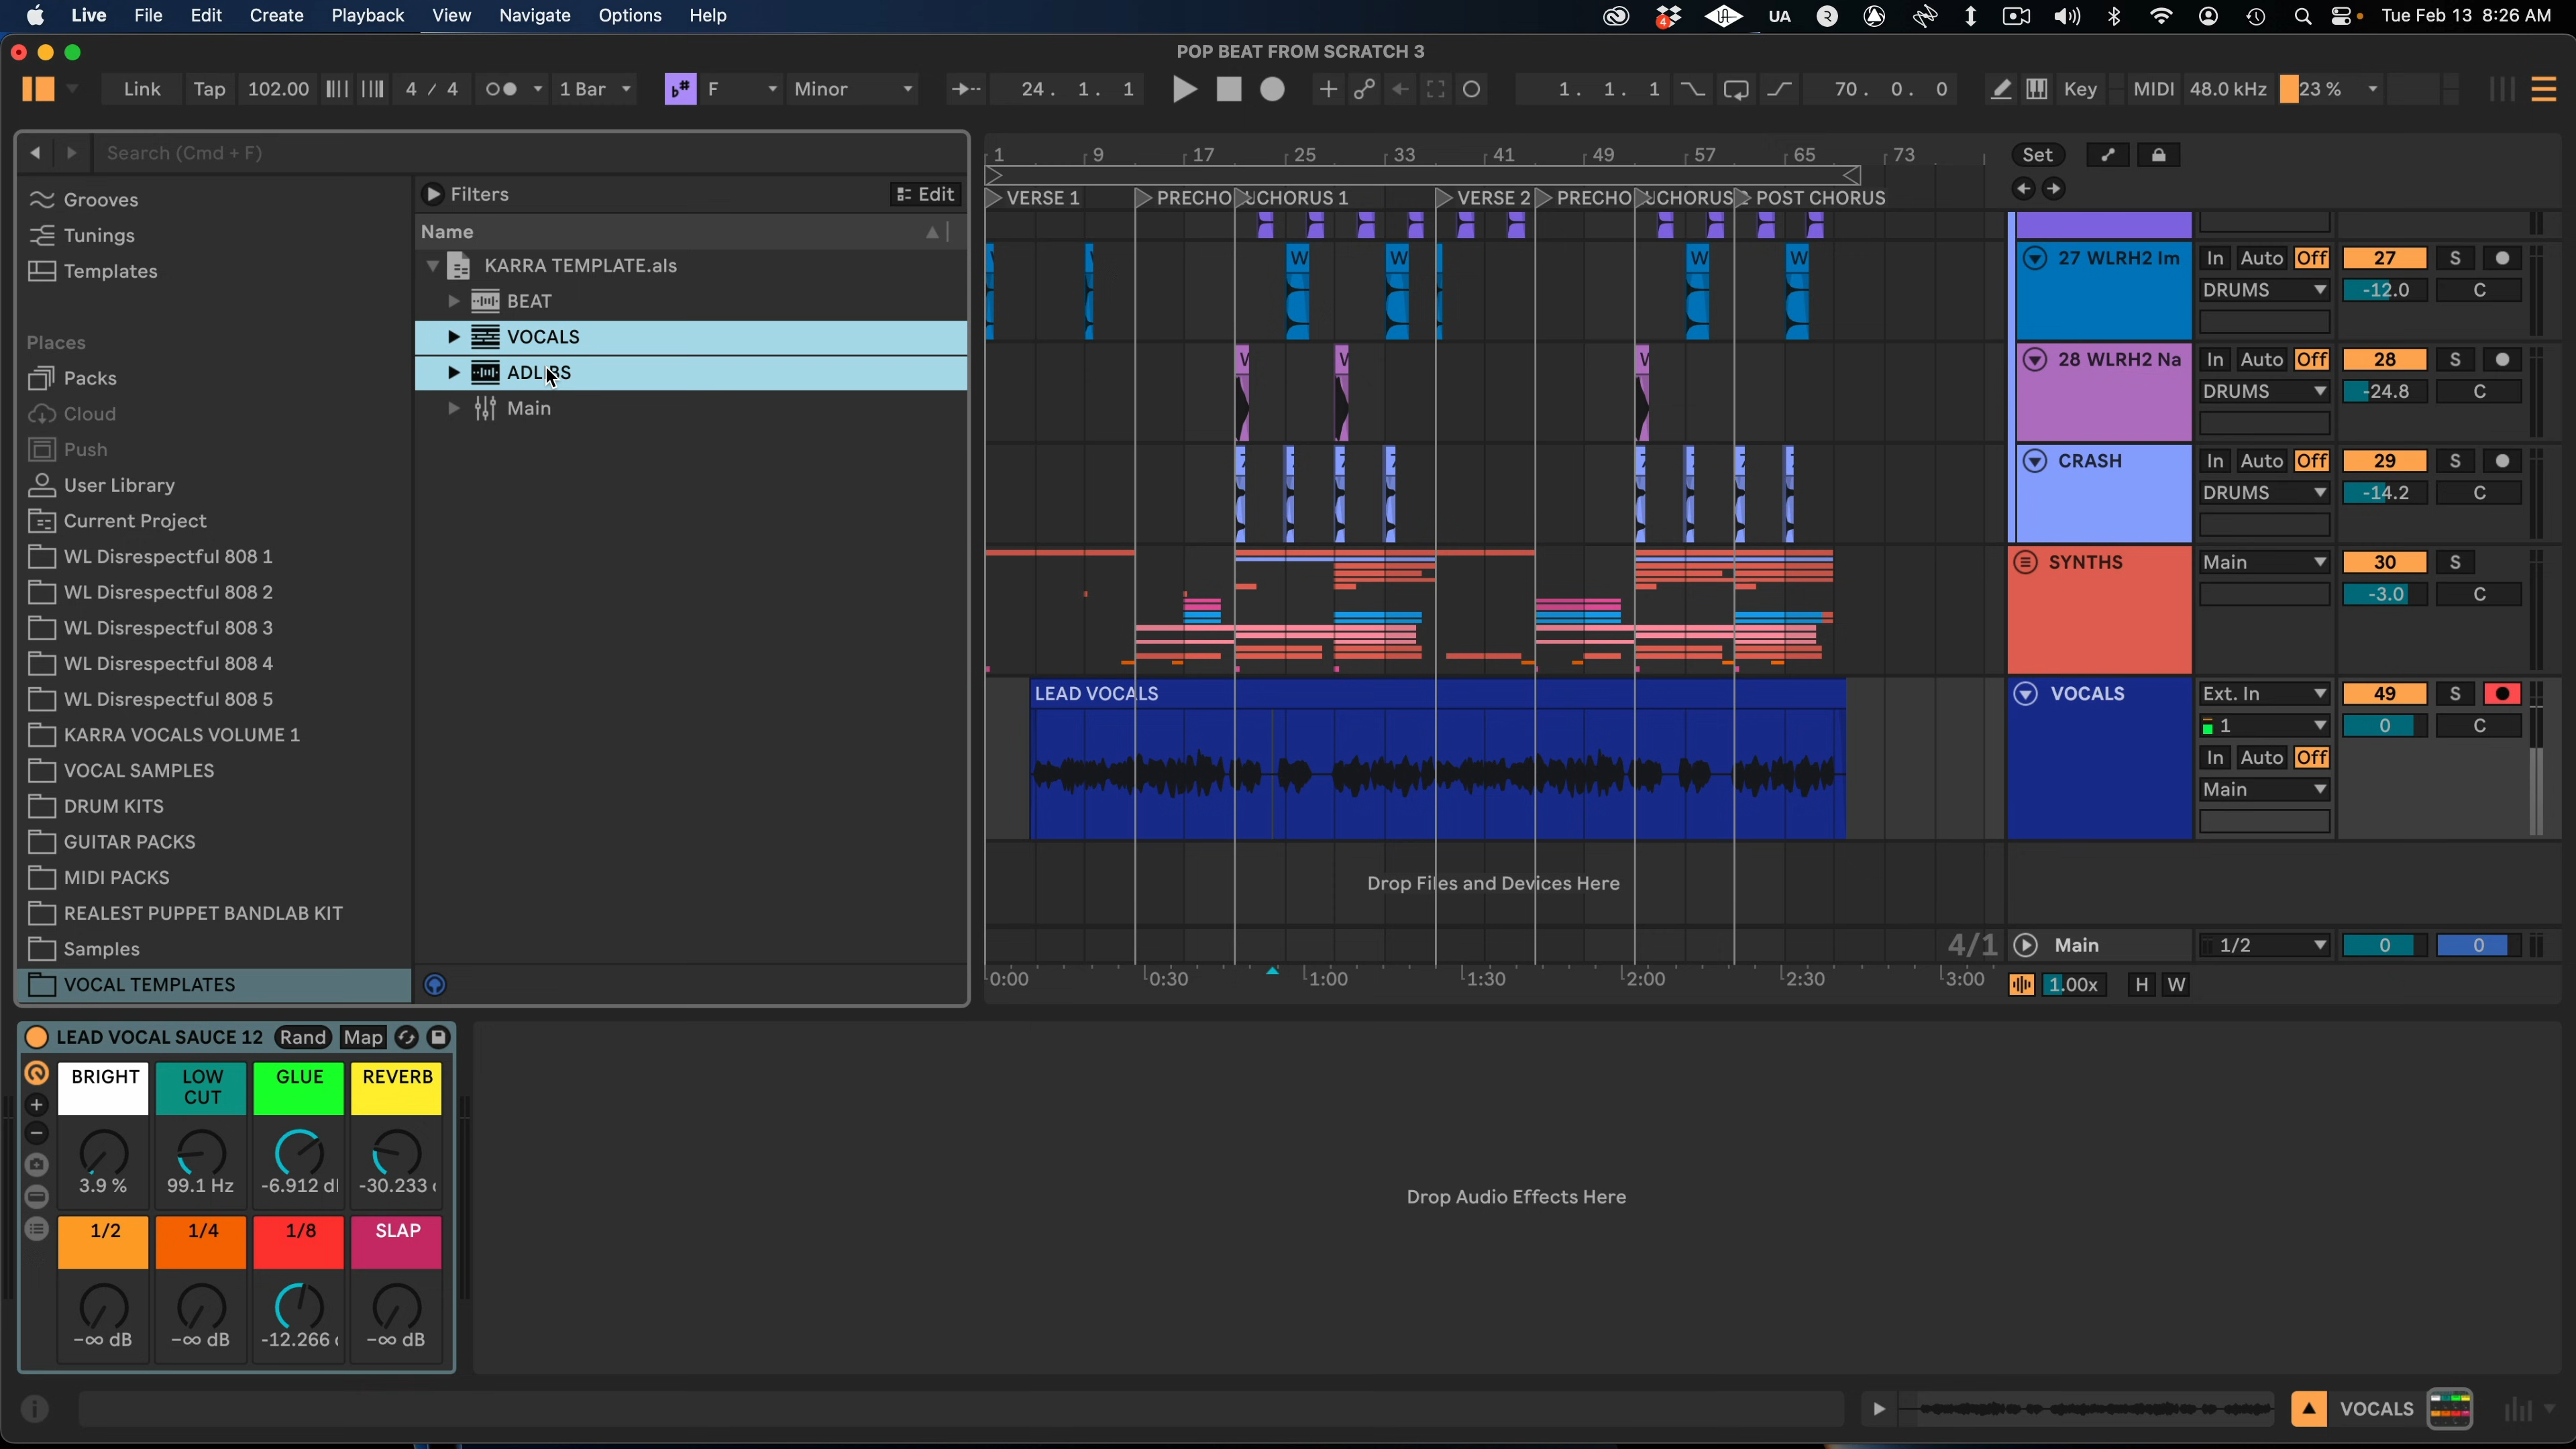 Live File Edit Create Playback View Navigate Options Help
4 UA Tue Feb 13 8:26 AM
POP BEAT FROM SCRATCH 3
Link Tap 102.00 4 / 4 1 Bar F Minor 24. 1. 1 1. 1. 1 70. 0. 0 Key MIDI 48.0 kHz 23 %
Search (Cmd + F)
Grooves
Tunings
Templates
Places
Packs
Cloud
Push
User Library
Current Project
WL Disrespectful 808 1
WL Disrespectful 808 2
WL Disrespectful 808 3
WL Disrespectful 808 4
WL Disrespectful 808 5
KARRA VOCALS VOLUME 1
VOCAL SAMPLES
DRUM KITS
GUITAR PACKS
MIDI PACKS
REALEST PUPPET BANDLAB KIT
Samples
VOCAL TEMPLATES
Filters Edit
Name
KARRA TEMPLATE.als
BEAT
VOCALS
ADLIBS
Main
1 9 17 25 33 41 49 57 65 73
Set
VERSE 1 PRECHO CHORUS 1 VERSE 2 PRECHO CHORUS POST CHORUS
W W W W
27 WLRH2 Im In Auto Off 27 S
DRUMS -12.0 C
28 WLRH2 Na In Auto Off 28 S
DRUMS -24.8 C
CRASH In Auto Off 29 S
DRUMS -14.2 C
SYNTHS Main 30 S
-3.0 C
LEAD VOCALS
VOCALS Ext. In 49 S
1 0 C
In Auto Off
Main
Drop Files and Devices Here
4/1 Main 1/2 0 0
0:00 0:30 1:00 1:30 2:00 2:30 3:00
1.00x H W
LEAD VOCAL SAUCE 12 Rand Map
BRIGHT LOW CUT GLUE REVERB
3.9 % 99.1 Hz -6.912 d -30.233
1/2 1/4 1/8 SLAP
-∞ dB -∞ dB -12.266 -∞ dB
Drop Audio Effects Here
VOCALS